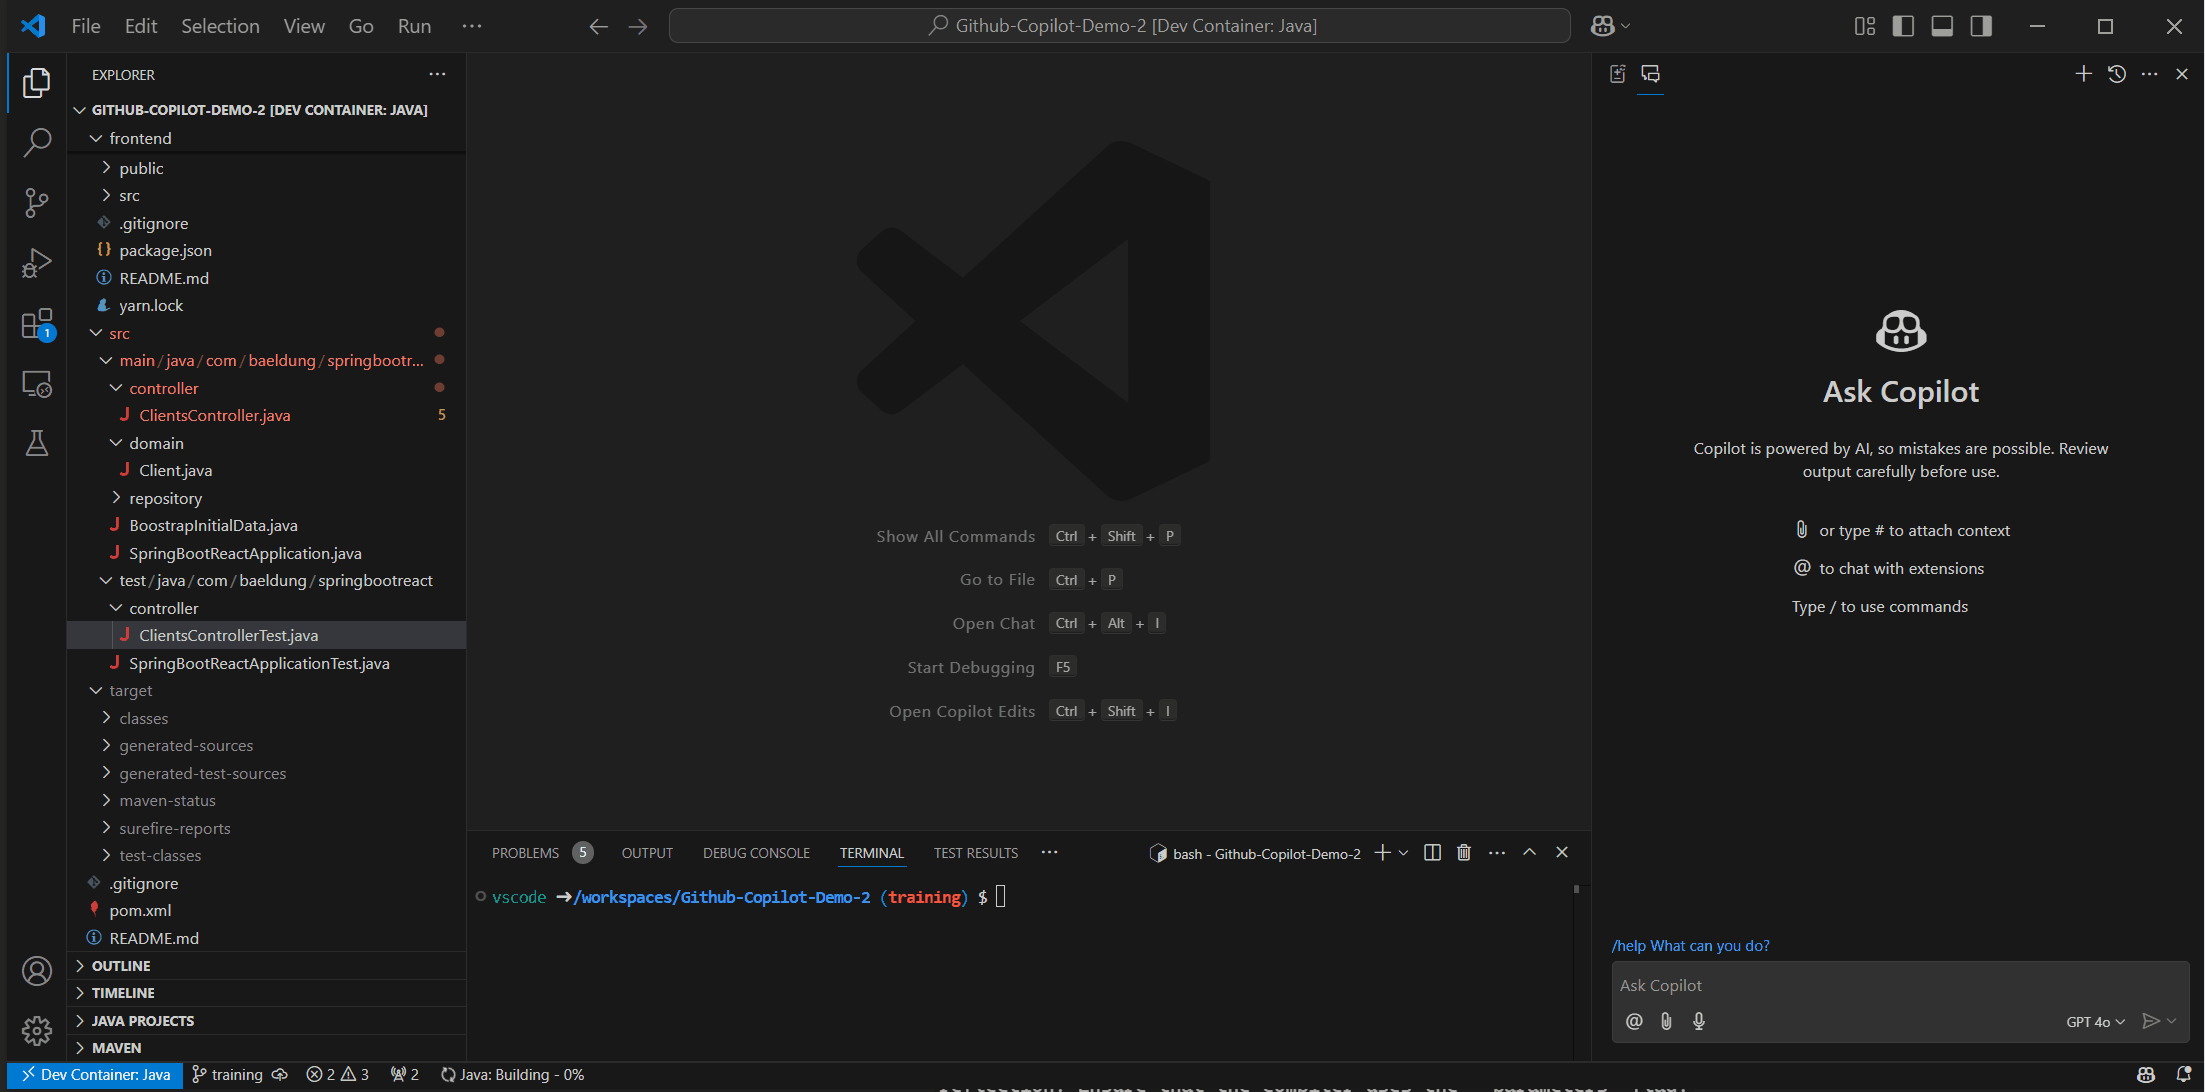 File Edit Selection View Go Run ···
Github-Copilot-Demo-2 [Dev Container: Java]
EXPLORER
GITHUB-COPILOT-DEMO-2 [DEV CONTAINER: JAVA]
frontend
public
src
.gitignore
package.json
README.md
yarn.lock
src
main/java/com/baeldung/springbootr...
controller
ClientsController.java 5
domain
Client.java
repository
BoostrapInitialData.java
SpringBootReactApplication.java
test/java/com/baeldung/springbootreact
controller
ClientsControllerTest.java
SpringBootReactApplicationTest.java
target
classes
generated-sources
generated-test-sources
maven-status
surefire-reports
test-classes
.gitignore
pom.xml
README.md
OUTLINE
TIMELINE
JAVA PROJECTS
MAVEN
1
Show All Commands Ctrl + Shift + P
Go to File Ctrl + P
Open Chat Ctrl + Alt + I
Start Debugging F5
Open Copilot Edits Ctrl + Shift + I
PROBLEMS 5 OUTPUT DEBUG CONSOLE TERMINAL TEST RESULTS ···
bash - Github-Copilot-Demo-2
vscode ➜/workspaces/Github-Copilot-Demo-2 (training) $
Ask Copilot
Copilot is powered by AI, so mistakes are possible. Review
output carefully before use.
or type # to attach context
@ to chat with extensions
Type / to use commands
/help What can you do?
Ask Copilot
@ GPT 4o
Dev Container: Java training 2 3 2 Java: Building - 0%